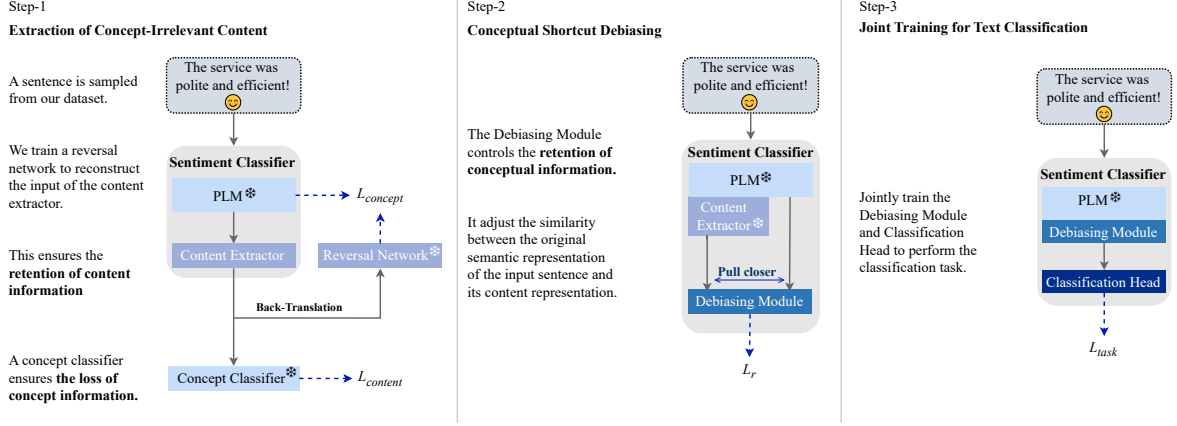 Step-1
Extraction of Concept-Irrelevant Content
A sentence is sampled
from our dataset.
The service was
polite and efficient!
We train a reversal
network to reconstruct
the input of the content
extractor.
Sentiment Classifier
PLM
L_concept
This ensures the
retention of content
information
Content Extractor
Reversal Network
Back-Translation
A concept classifier
ensures the loss of
concept information.
Concept Classifier
L_content
Step-2
Conceptual Shortcut Debiasing
The service was
polite and efficient!
The Debiasing Module
controls the retention of
conceptual information.
Sentiment Classifier
PLM
Content
Extractor
It adjust the similarity
between the original
semantic representation
of the input sentence and
its content representation.
Pull closer
Debiasing Module
L_r
Step-3
Joint Training for Text Classification
The service was
polite and efficient!
Sentiment Classifier
PLM
Jointly train the
Debiasing Module
and Classification
Head to perform the
classification task.
Debiasing Module
Classification Head
L_task